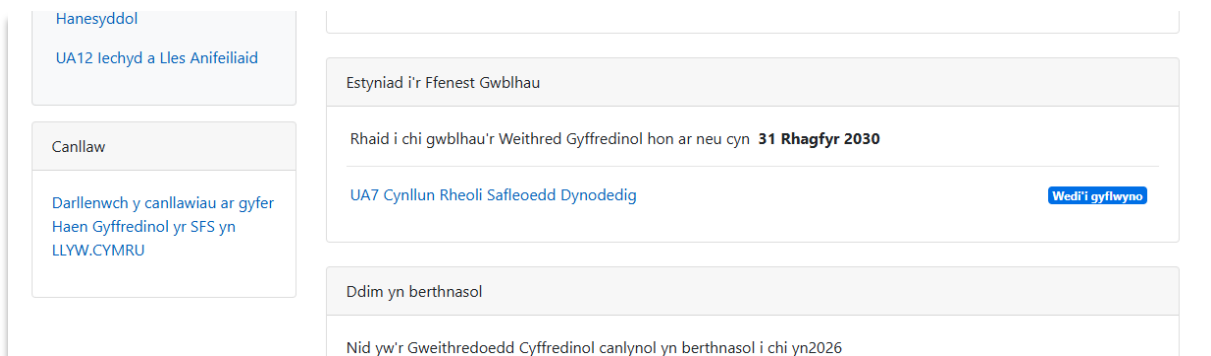 Hanesyddol
UA12 Iechyd a Lles Anifeiliaid
Canllaw
Darllenwch y canllawiau ar gyfer
Haen Gyffredinol yr SFS yn
LLYW.CYMRU
Estyniad i'r Ffenest Gwblhau
Rhaid i chi gwblhau'r Weithred Gyffredinol hon ar neu cyn 31 Rhagfyr 2030
UA7 Cynllun Rheoli Safleoedd Dynodedig
Wedi'i gyflwyno
Ddim yn berthnasol
Nid yw'r Gweithredoedd Cyffredinol canlynol yn berthnasol i chi yn2026